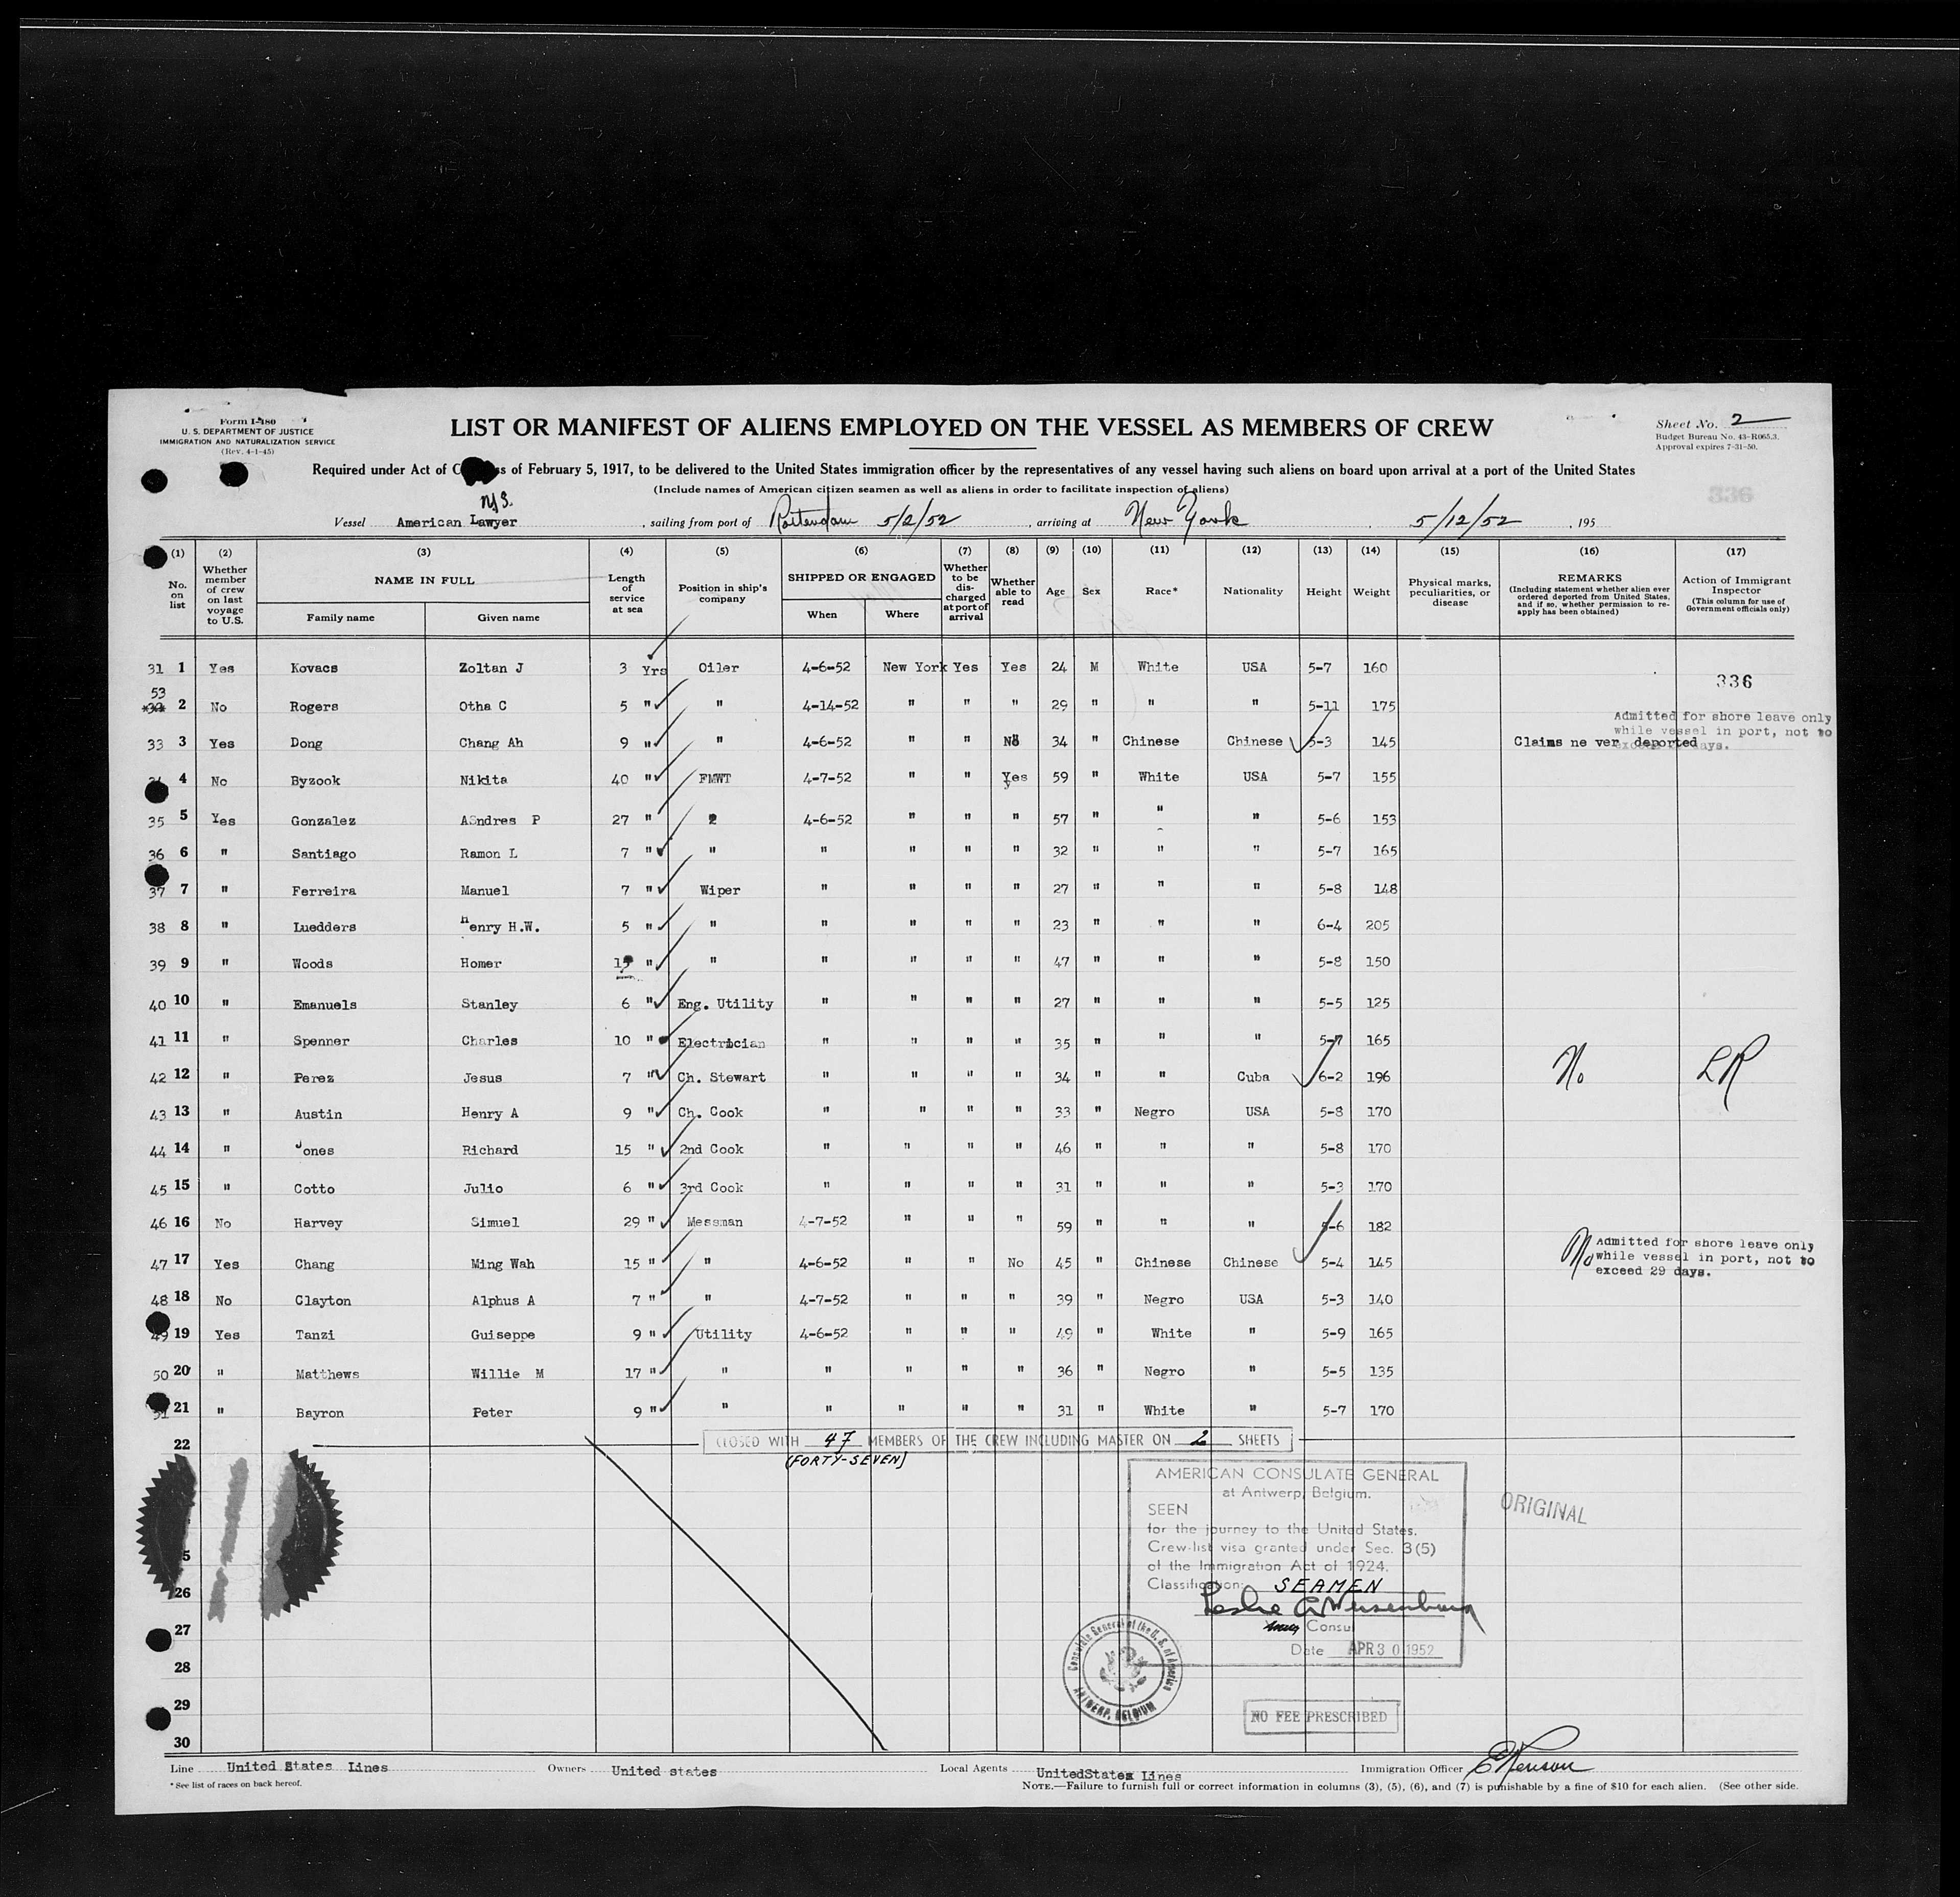 Form I-480
U. S. DEPARTMENT OF JUSTICE
IMMIGRATION AND NATURALIZATION SERVICE
(Rev. 4-1-45)
LIST OR MANIFEST OF ALIENS EMPLOYED ON THE VESSEL AS MEMBERS OF CREW
Sheet No. 2
Budget Bureau No. 43-R065.3.
Approval expires 7-31-50.
Required under Act of C ss of February 5, 1917, to be delivered to the United States immigration officer by the representatives of any vessel having such aliens on board upon arrival at a port of the United States
(Include names of American citizen seamen as well as aliens in order to facilitate inspection of aliens)
336
Vessel American Lawyer , sailing from port of Rotterdam 5/2/52 , arriving at New York 5/12/52 , 195
(1) (2) (3) (4) (5) (6) (7) (8) (9) (10) (11) (12) (13) (14) (15) (16) (17)
No. on list
Whether member of crew on last voyage to U.S.
NAME IN FULL
Family name Given name
Length of service at sea
Position in ship's company
SHIPPED OR ENGAGED
When Where
Whether to be discharged at port of arrival
Whether able to read
Age Sex Race* Nationality Height Weight
Physical marks, peculiarities, or disease
REMARKS
(Including statement whether alien ever ordered deported from United States, and if so, whether permission to reapply has been obtained)
Action of Immigrant Inspector
(This column for use of Government officials only)
31 1 Yes Kovacs Zoltan J 3 Yrs Oiler 4-6-52 New York Yes Yes 24 M White USA 5-7 160
336
53 2 No Rogers Otha C 5 " " 4-14-52 " " " 29 " " " 5-11 175
33 3 Yes Dong Chang Ah 9 " " 4-6-52 " " No 34 " Chinese Chinese 5-3 145 Claims ne ver deported
Admitted for shore leave only
while vessel in port, not to
exceed days.
4 No Byzook Nikita 40 " FMWT 4-7-52 " " Yes 59 " White USA 5-7 155
35 5 Yes Gonzalez Andres P 27 " 4-6-52 " " " 57 " " " 5-6 153
36 6 " Santiago Ramon L 7 " " " " " " 32 " " " 5-7 165
37 7 " Ferreira Manuel 7 " Wiper " " " " 27 " " " 5-8 148
38 8 " Luedders Henry H.W. 5 " " " " " " 23 " " " 6-4 205
39 9 " Woods Homer " " " " " " 47 " " " 5-8 150
40 10 " Emanuels Stanley 6 " Eng. Utility " " " " 27 " " " 5-5 125
41 11 " Spenner Charles 10 " Electrician " " " " 35 " " " 5-7 165
42 12 " Perez Jesus 7 " Ch. Stewart " " " " 34 " " Cuba 6-2 196 No LR
43 13 " Austin Henry A 9 " Ch. Cook " " " " 33 " Negro USA 5-8 170
44 14 " Jones Richard 15 " 2nd Cook " " " " 46 " " " 5-8 170
45 15 " Cotto Julio 6 " 3rd Cook " " " " 31 " " " 5-3 170
46 16 No Harvey Simuel 29 " Messman 4-7-52 " " " 59 " " " 5-6 182
47 17 Yes Chang Ming Wah 15 " " 4-6-52 " " No 45 " Chinese Chinese 5-4 145 No
Admitted for shore leave only
while vessel in port, not to
exceed 29 days.
48 18 No Clayton Alphus A 7 " " 4-7-52 " " " 39 " Negro USA 5-3 140
49 19 Yes Tanzi Guiseppe 9 " Utility 4-6-52 " " " 49 " White " 5-9 165
50 20 " Matthews Willie M 17 " " " " " " 36 " Negro " 5-5 135
51 21 " Bayron Peter 9 " " " " " " 31 " White " 5-7 170
22 CLOSED WITH 47 MEMBERS OF THE CREW INCLUDING MASTER ON 2 SHEETS
(FORTY-SEVEN)
AMERICAN CONSULATE GENERAL
at Antwerp, Belgium.
SEEN
for the journey to the United States.
Crew-list visa granted under Sec. 3(5)
of the Immigration Act of 1924.
Classification: SEAMEN
Consul
Date APR 30 1952
ORIGINAL
5
26
27
28
29
30
Consulate General of the U. S. of America
ANTWERP, BELGIUM
NO FEE PRESCRIBED
Line United States Lines Owners United states Local Agents UnitedStates Lines Immigration Officer
* See list of races on back hereof.
NOTE.—Failure to furnish full or correct information in columns (3), (5), (6), and (7) is punishable by a fine of $10 for each alien. (See other side.